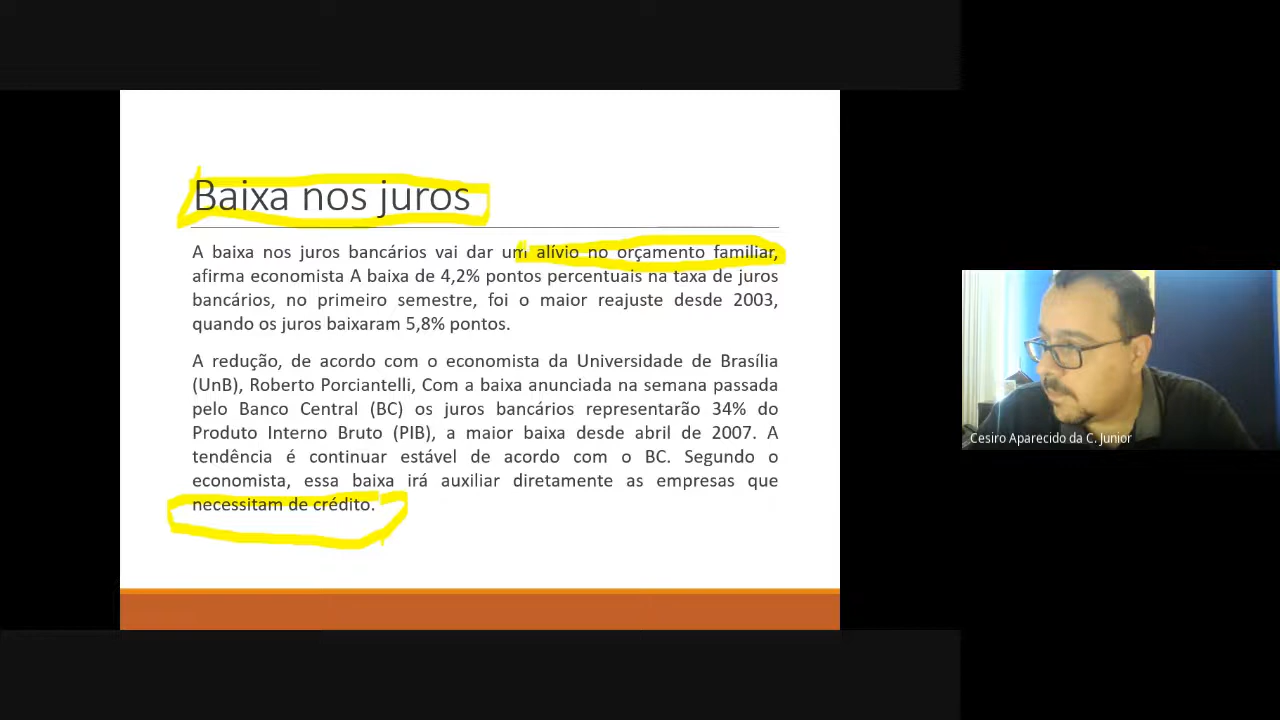 Baixa nos juros
A baixa nos juros bancários vai dar um alívio no orçamento familiar,
afirma economista A baixa de 4,2% pontos percentuais na taxa de juros
bancários, no primeiro semestre, foi o maior reajuste desde 2003,
quando os juros baixaram 5,8% pontos.
A redução, de acordo com o economista da Universidade de Brasília
(UnB), Roberto Porciantelli, Com a baixa anunciada na semana passada
pelo Banco Central (BC) os juros bancários representarão 34% do
Produto Interno Bruto (PIB), a maior baixa desde abril de 2007. A
tendência é continuar estável de acordo com o BC. Segundo o
economista, essa baixa irá auxiliar diretamente as empresas que
necessitam de crédito.
Cesiro Aparecido da C. Junior